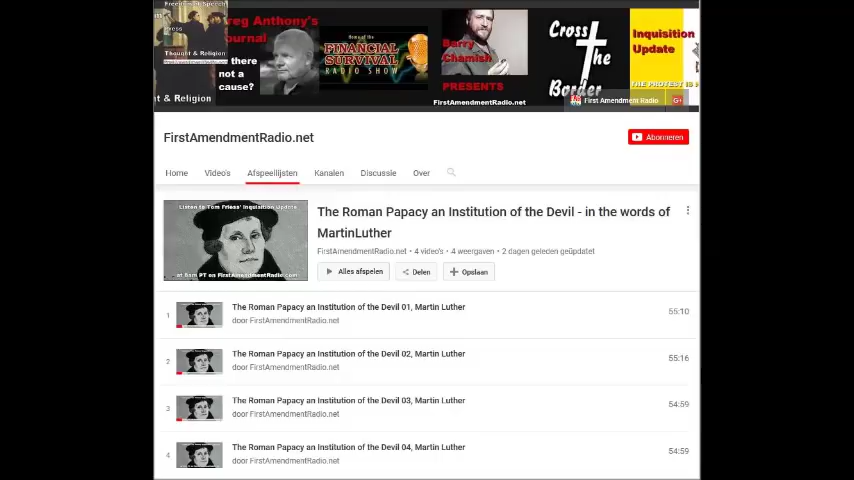 Freedom of Speech
Press
Thought & Religion
t & Religion
reg Anthony's
ournal
there
not a
cause?
Home of the
FINANCIAL
SURVIVAL
RADIO SHOW
Barry
Chamish
PRESENTS
FirstAmendmentRadio.net
Cross
The
Border
Inquisition
Update
THE PROTEST IS
First Amendment Radio
G+
FirstAmendmentRadio.net
Abonneren
Home Video's Afspeellijsten Kanalen Discussie Over
Listen to Tom Friess' Inquisition Update
at 8am PT on FirstAmendmentRadio.com
The Roman Papacy an Institution of the Devil - in the words of
MartinLuther
FirstAmendmentRadio.net • 4 video's • 4 weergaven • 2 dagen geleden geüpdatet
Alles afspelen Delen Opslaan
1 The Roman Papacy an Institution of the Devil 01, Martin Luther 55:10
door FirstAmendmentRadio.net
2 The Roman Papacy an Institution of the Devil 02, Martin Luther 55:16
door FirstAmendmentRadio.net
3 The Roman Papacy an Institution of the Devil 03, Martin Luther 54:59
door FirstAmendmentRadio.net
4 The Roman Papacy an Institution of the Devil 04, Martin Luther 54:59
door FirstAmendmentRadio.net